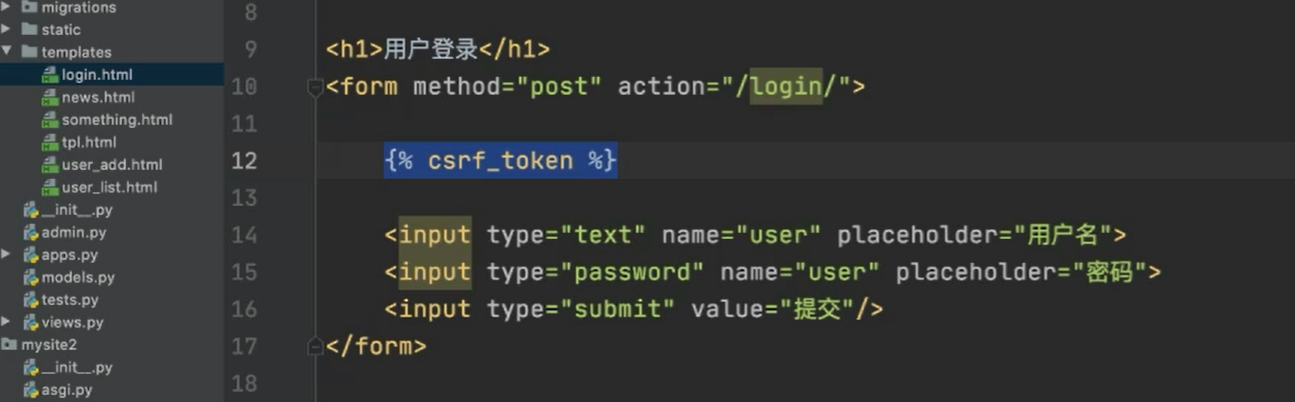 migrations
static
templates
login.html
news.html
something.html
tpl.html
user_add.html
user_list.html
__init__.py
admin.py
apps.py
models.py
tests.py
views.py
mysite2
__init__.py
asgi.py
8
9 <h1>用户登录</h1>
10 <form method="post" action="/login/">
11
12 {% csrf_token %}
13
14 <input type="text" name="user" placeholder="用户名">
15 <input type="password" name="user" placeholder="密码">
16 <input type="submit" value="提交"/>
17 </form>
18